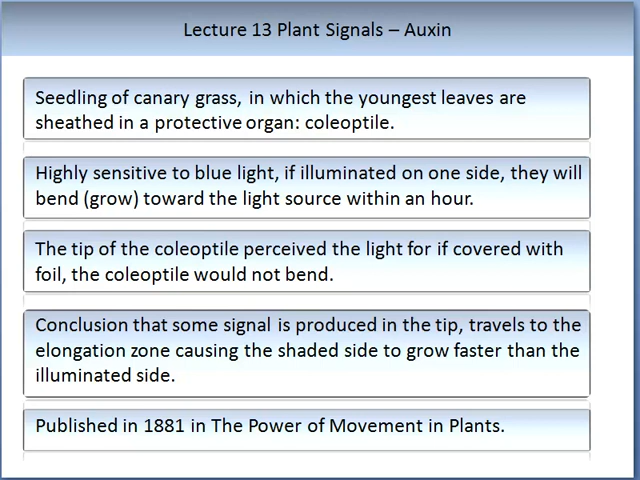 Lecture 13 Plant Signals – Auxin
Seedling of canary grass, in which the youngest leaves are
sheathed in a protective organ: coleoptile.
Highly sensitive to blue light, if illuminated on one side, they will
bend (grow) toward the light source within an hour.
The tip of the coleoptile perceived the light for if covered with
foil, the coleoptile would not bend.
Conclusion that some signal is produced in the tip, travels to the
elongation zone causing the shaded side to grow faster than the
illuminated side.
Published in 1881 in The Power of Movement in Plants.